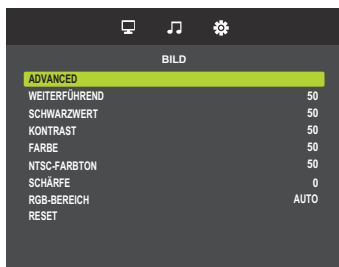 BILD
ADVANCED
WEITERFÜHREND 50
SCHWARZWERT 50
KONTRAST 50
FARBE 50
NTSC-FARBTON 50
SCHÄRFE 0
RGB-BEREICH AUTO
RESET